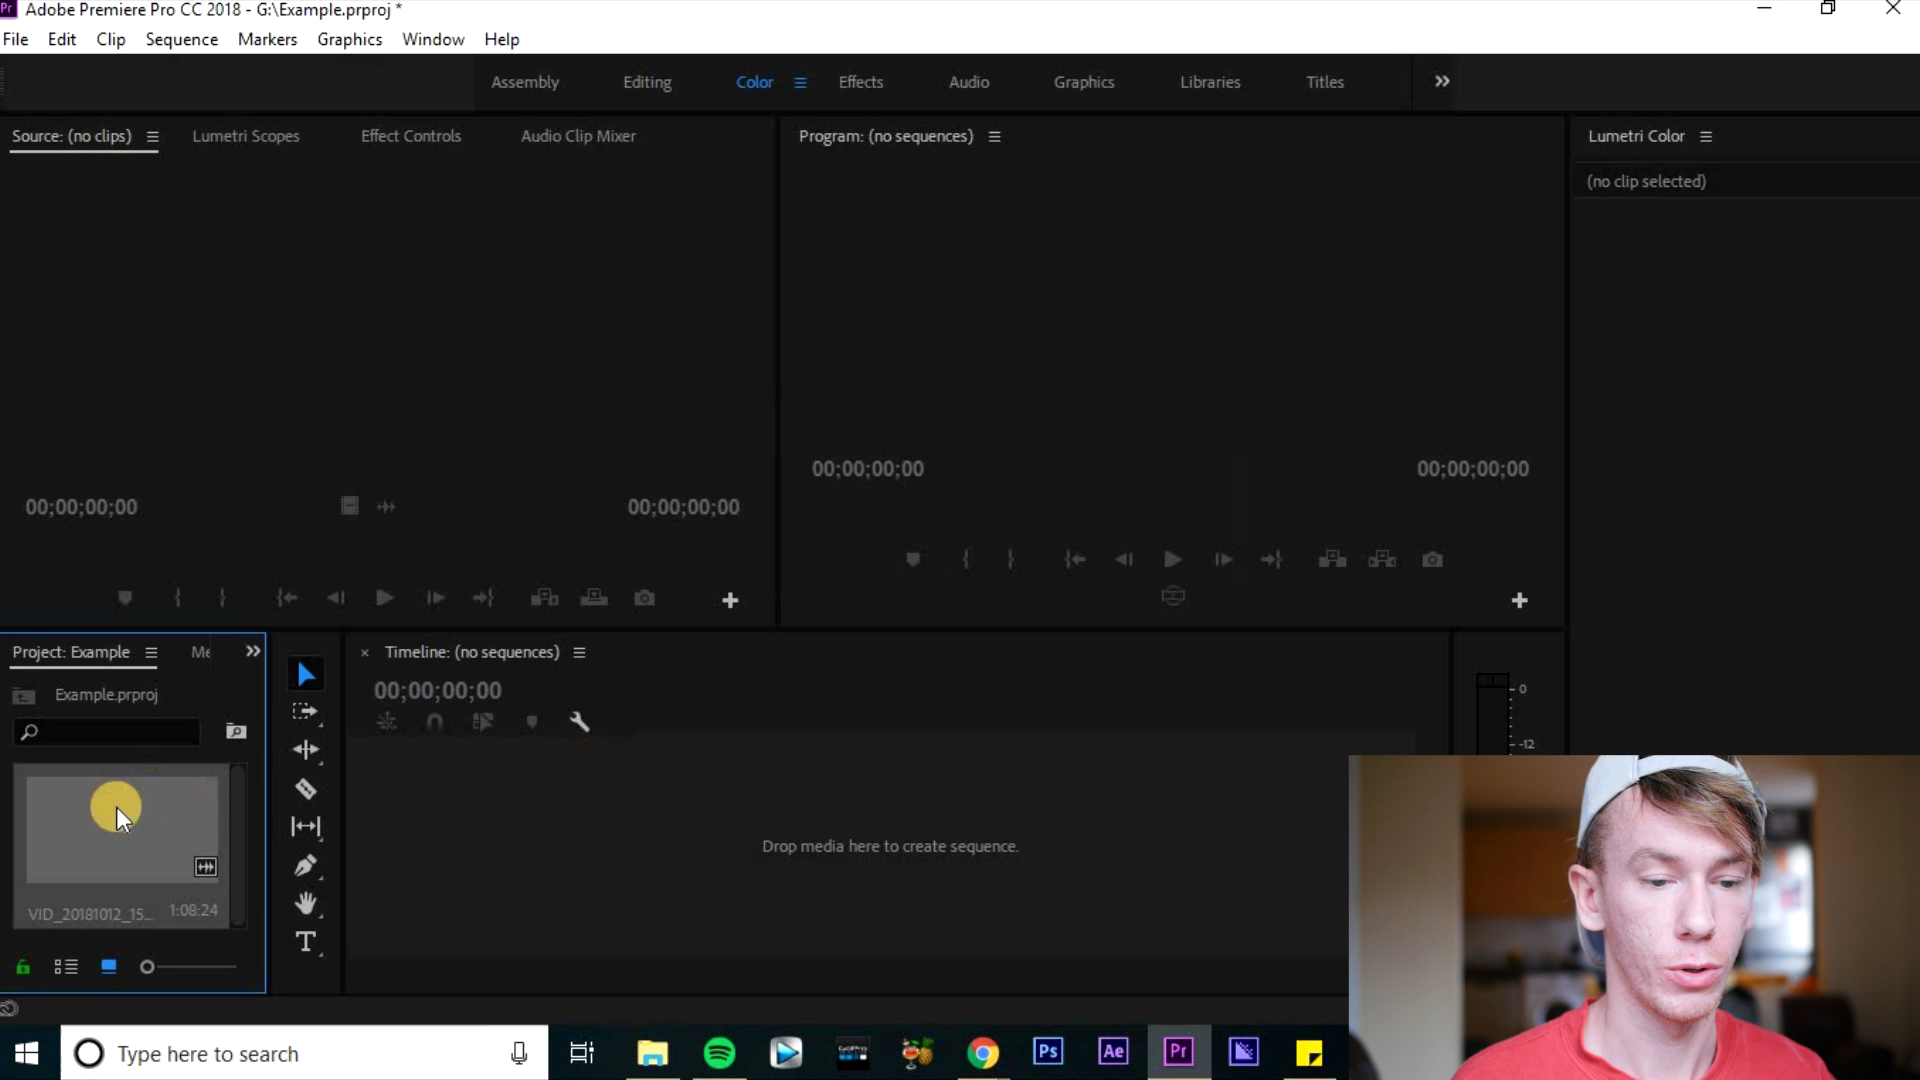 Pr Adobe Premiere Pro CC 2018 - G:\Example.prproj *
File Edit Clip Sequence Markers Graphics Window Help
Assembly Editing Color Effects Audio Graphics Libraries Titles
Source: (no clips) Lumetri Scopes Effect Controls Audio Clip Mixer
Program: (no sequences)
Lumetri Color
(no clip selected)
00;00;00;00 00;00;00;00
00;00;00;00 00;00;00;00
Project: Example Me
Timeline: (no sequences)
00;00;00;00
Example.prproj
0
-12
Drop media here to create sequence.
VID_20181012_15... 1:08:24
T
Type here to search
Ps Ae Pr